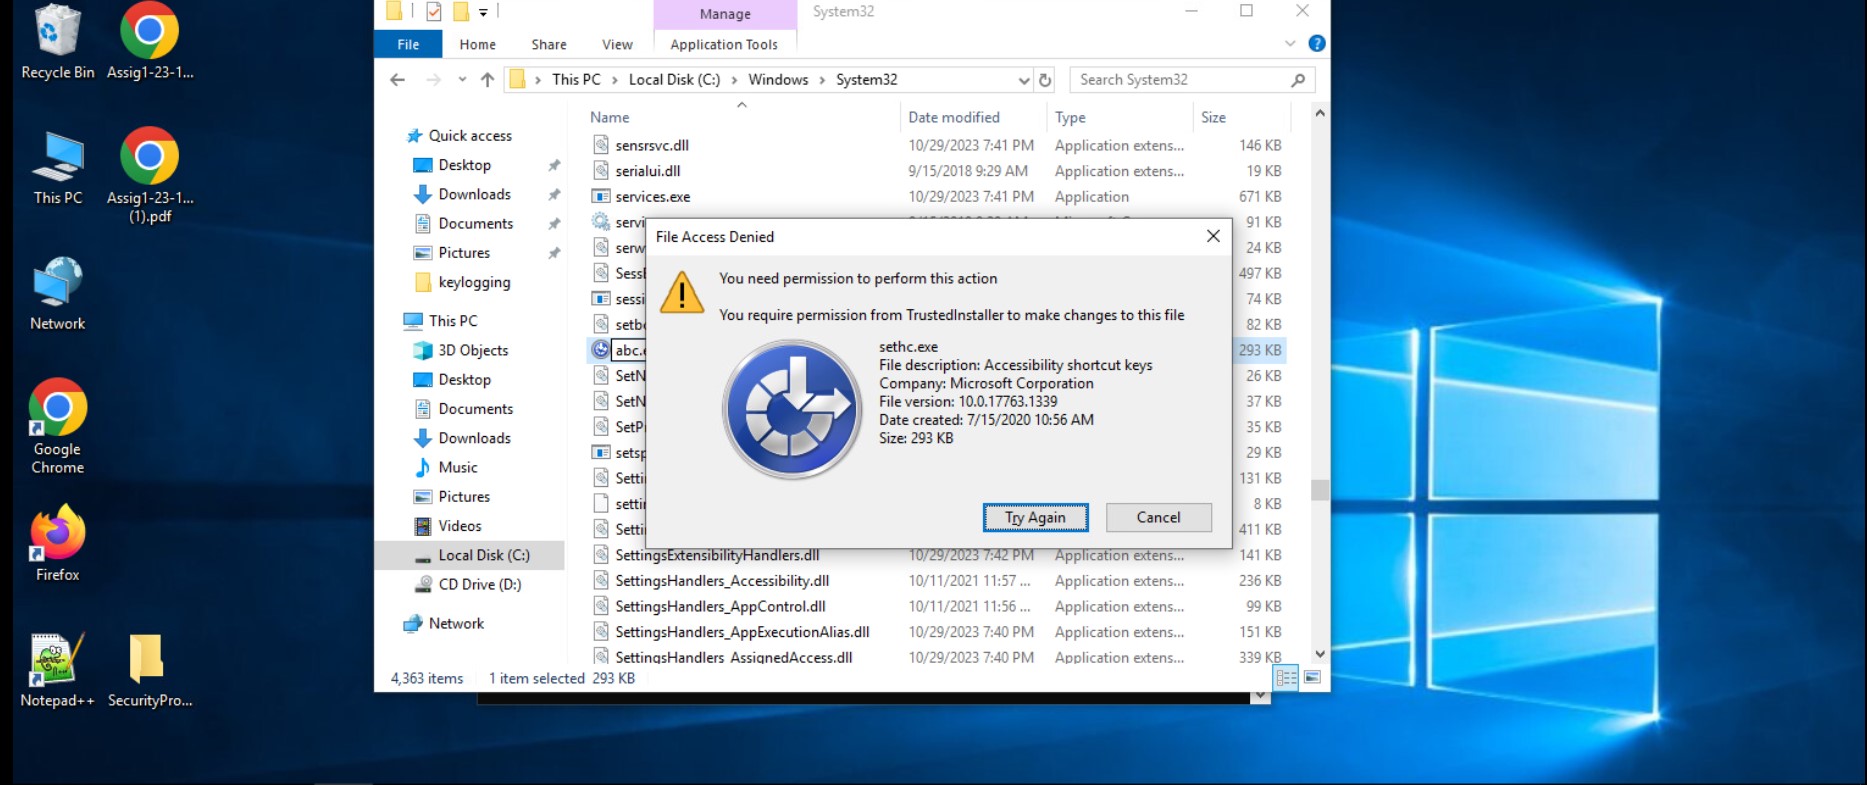 Recycle Bin
Assig1-23-1...
This PC
Assig1-23-1...
(1).pdf
Network
Google
Chrome
Firefox
Notepad++
SecurityPro...
Manage
System32
File
Home
Share
View
Application Tools
This PC > Local Disk (C:) > Windows > System32
Search System32
Quick access
Desktop
Downloads
Documents
Pictures
keylogging
This PC
3D Objects
Desktop
Documents
Downloads
Music
Pictures
Videos
Local Disk (C:)
CD Drive (D:)
Network
Name Date modified Type Size
sensrsvc.dll 10/29/2023 7:41 PM Application extens... 146 KB
serialui.dll 9/15/2018 9:29 AM Application extens... 19 KB
services.exe 10/29/2023 7:41 PM Application 671 KB
servi 91 KB
serw 24 KB
SessE 497 KB
sessi 74 KB
setbc 82 KB
abc.e 293 KB
SetN 26 KB
SetN 37 KB
SetPr 35 KB
setsp 29 KB
Setti 131 KB
settin 8 KB
Setti 411 KB
File Access Denied
You need permission to perform this action
You require permission from TrustedInstaller to make changes to this file
sethc.exe
File description: Accessibility shortcut keys
Company: Microsoft Corporation
File version: 10.0.17763.1339
Date created: 7/15/2020 10:56 AM
Size: 293 KB
Try Again
Cancel
SettingsExtensibilityHandlers.dll 10/29/2023 7:42 PM Application extens... 141 KB
SettingsHandlers_Accessibility.dll 10/11/2021 11:57 ... Application extens... 236 KB
SettingsHandlers_AppControl.dll 10/11/2021 11:56 ... Application extens... 99 KB
SettingsHandlers_AppExecutionAlias.dll 10/29/2023 7:40 PM Application extens... 151 KB
SettingsHandlers_AssignedAccess.dll 10/29/2023 7:40 PM Application extens... 339 KB
4,363 items
1 item selected 293 KB